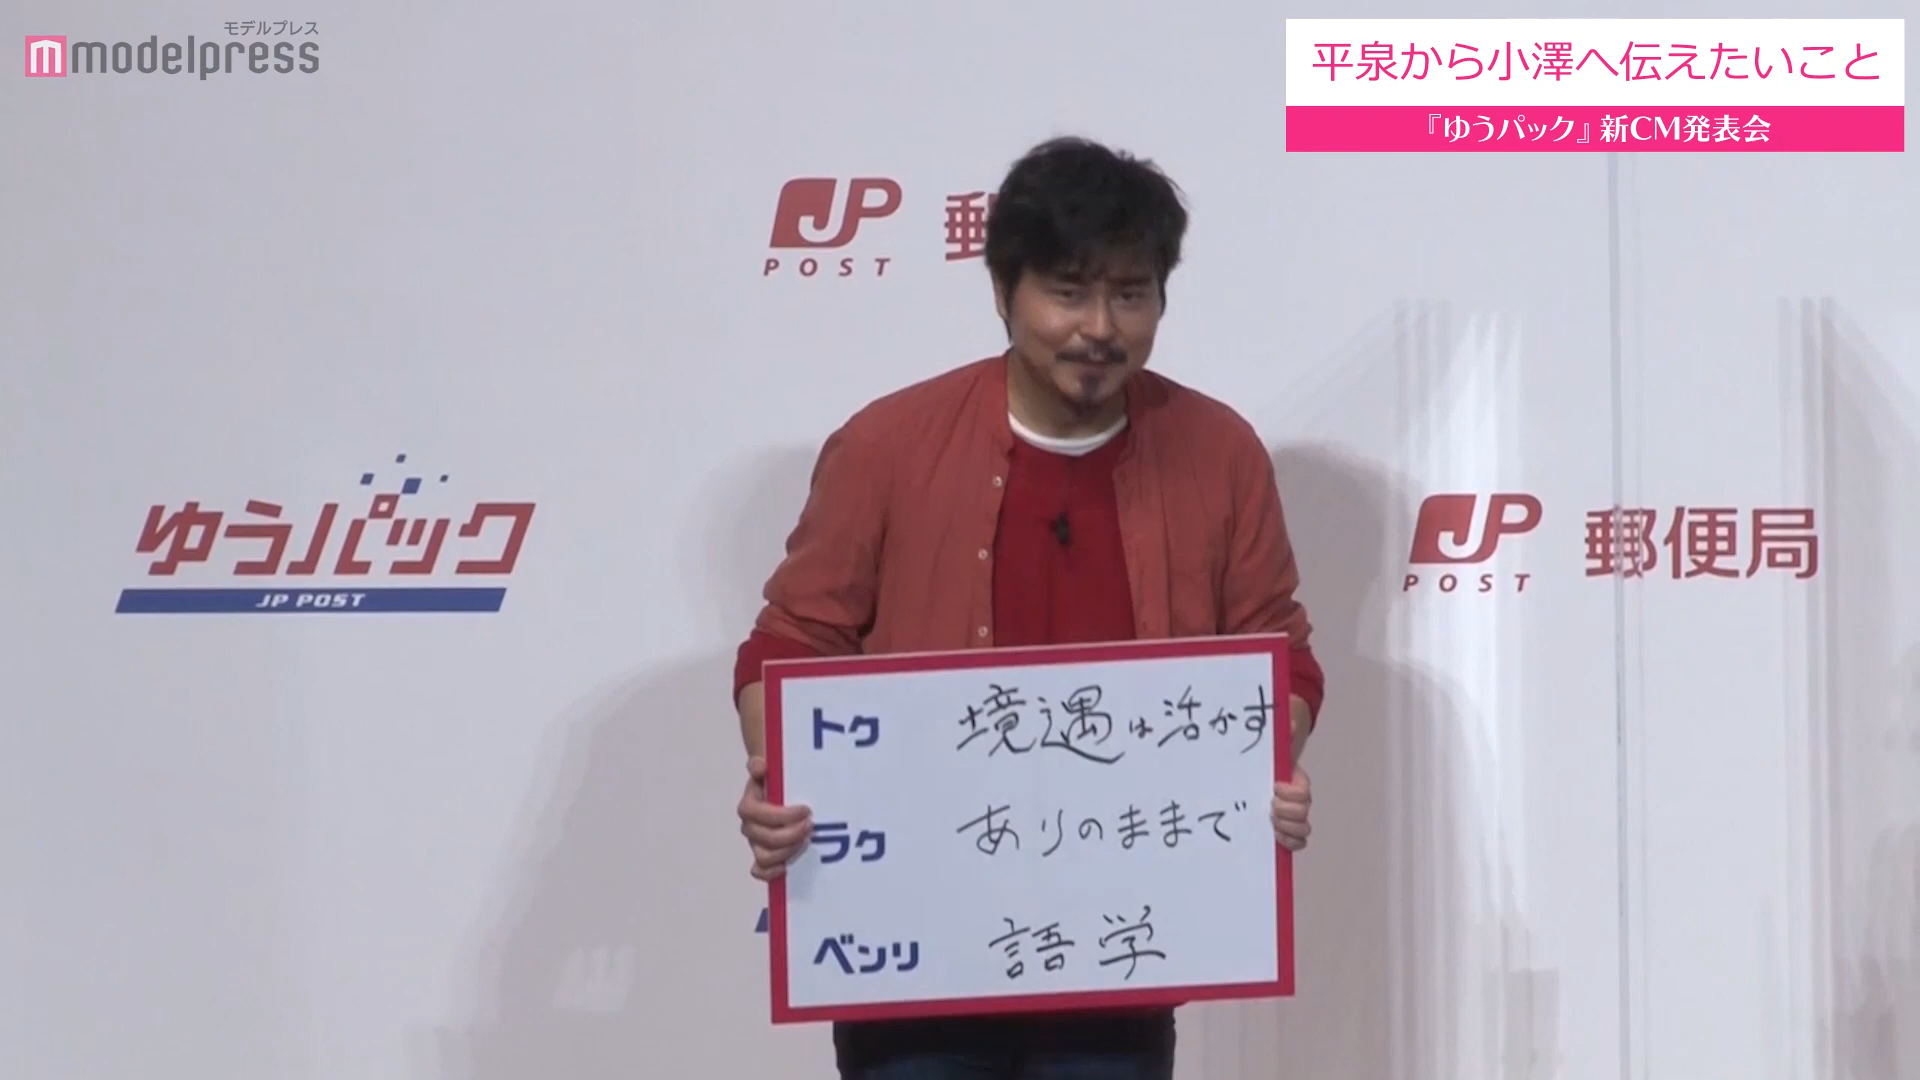 モデルプレス
modelpress
平泉から小澤へ伝えたいこと
『ゆうパック』新CM発表会
JP 郵
POST
ゆうパック
JP POST
JP 郵便局
POST
トク 境遇は活かす
ラク ありのままで
ベンリ 語学